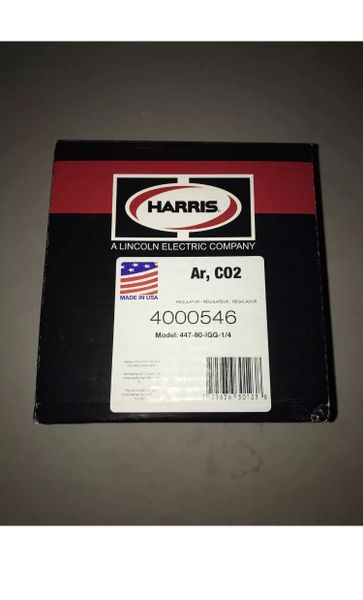 HARRIS
A LINCOLN ELECTRIC COMPANY
Ar, CO2
MADE IN USA
REGULATOR - RÉGULATEUR - REGULADOR
4000546
Model: 447-80-IGG-1/4